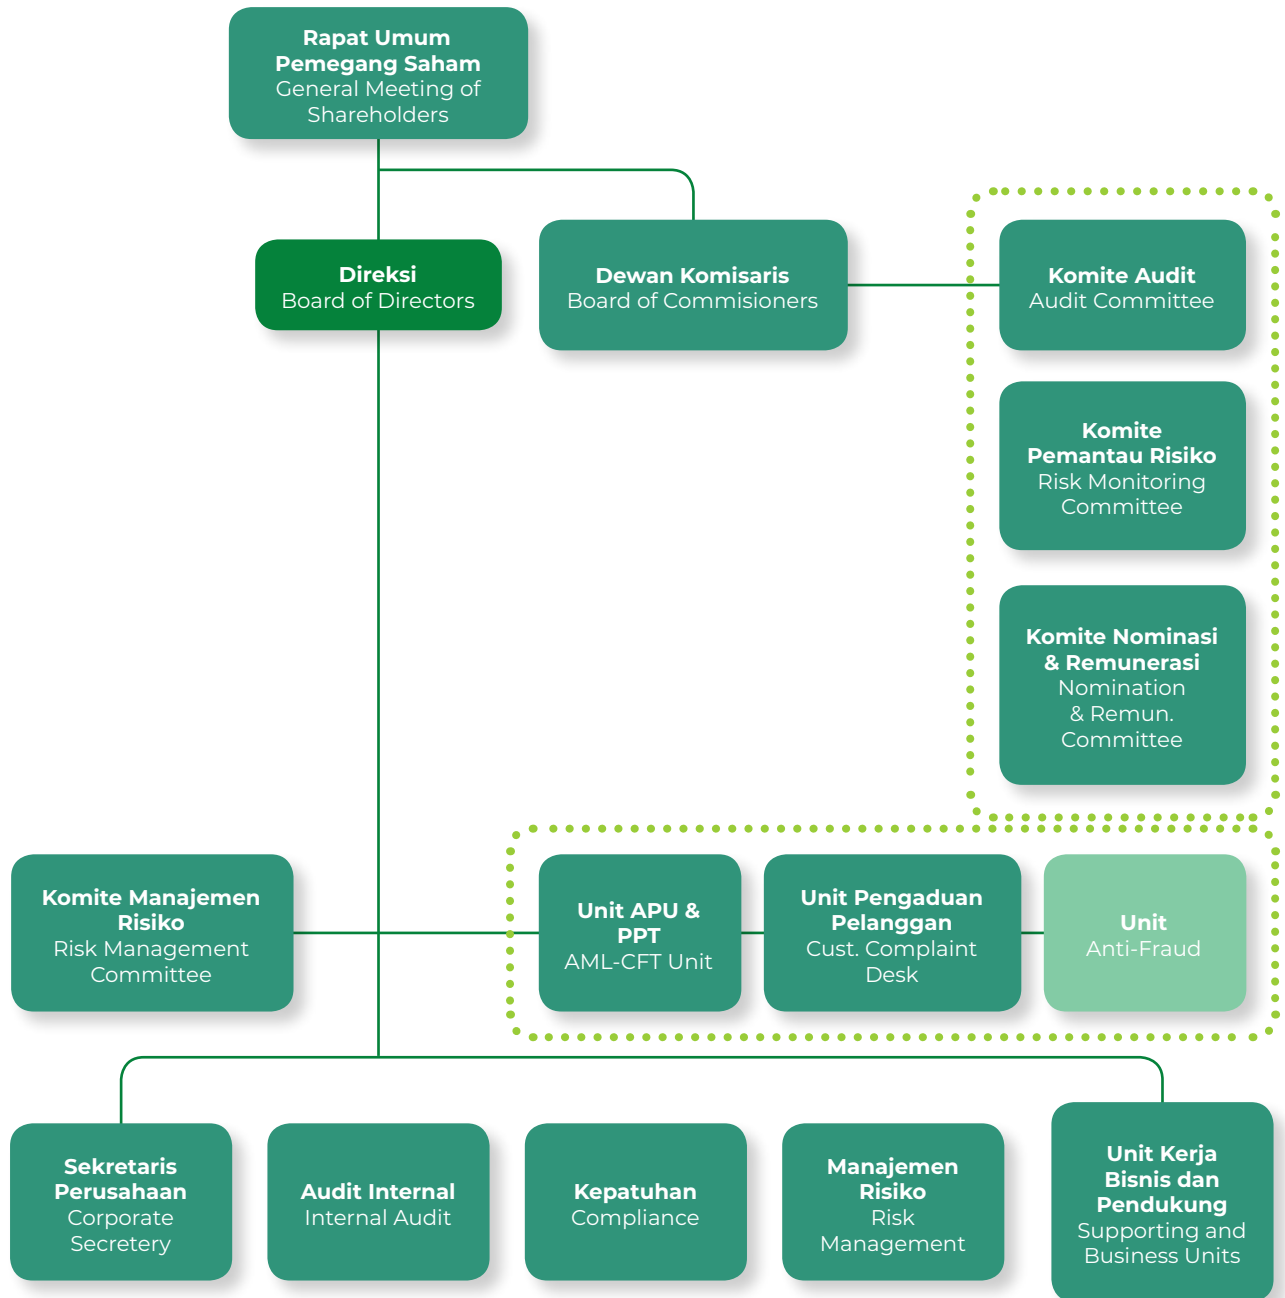 Rapat Umum
Pemegang Saham
General Meeting of
Shareholders
Direksi
Board of Directors
Dewan Komisaris
Board of Commisioners
Komite Audit
Audit Committee
Komite
Pemantau Risiko
Risk Monitoring
Committee
Komite Nominasi
& Remunerasi
Nomination
& Remun.
Committee
Komite Manajemen
Risiko
Risk Management
Committee
Unit APU &
PPT
AML-CFT Unit
Unit Pengaduan
Pelanggan
Cust. Complaint
Desk
Unit
Anti-Fraud
Sekretaris
Perusahaan
Corporate
Secretery
Audit Internal
Internal Audit
Kepatuhan
Compliance
Manajemen
Risiko
Risk
Management
Unit Kerja
Bisnis dan
Pendukung
Supporting and
Business Units